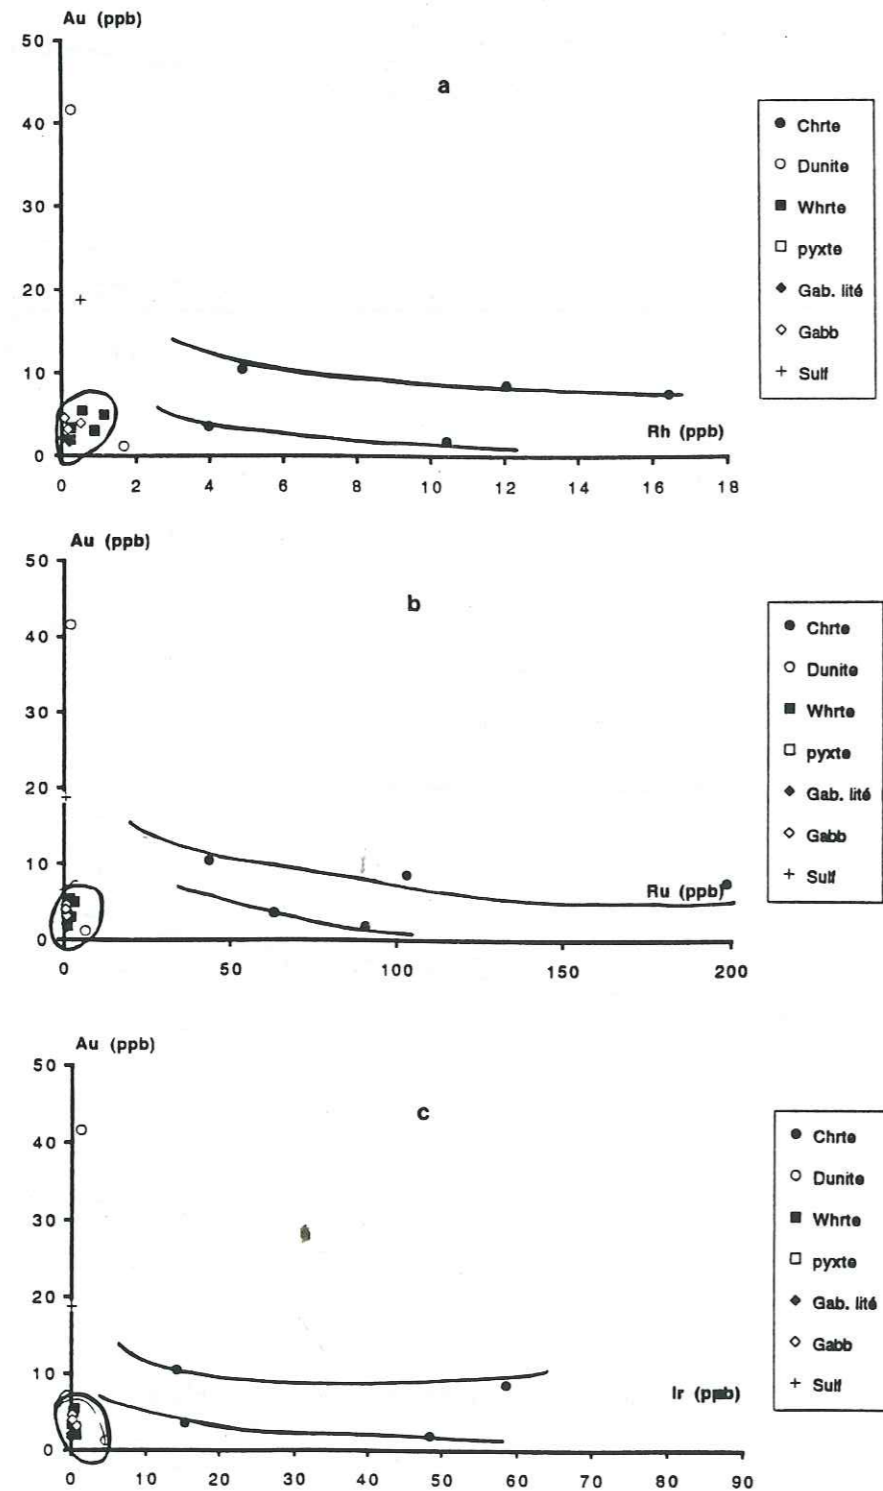 Au (ppb)
50
40
30
20
10
0
a
Rh (ppb)
0 2 4 6 8 10 12 14 16 18
Chrte
Dunite
Whrte
pyxte
Gab. lité
Gabb
Sulf
Au (ppb)
50
40
30
20
10
0
b
Ru (ppb)
0 50 100 150 200
Chrte
Dunite
Whrte
pyxte
Gab. lité
Gabb
Sulf
Au (ppb)
50
40
30
20
10
0
c
Ir (ppb)
0 10 20 30 40 50 60 70 80 90
Chrte
Dunite
Whrte
pyxte
Gab. lité
Gabb
Sulf